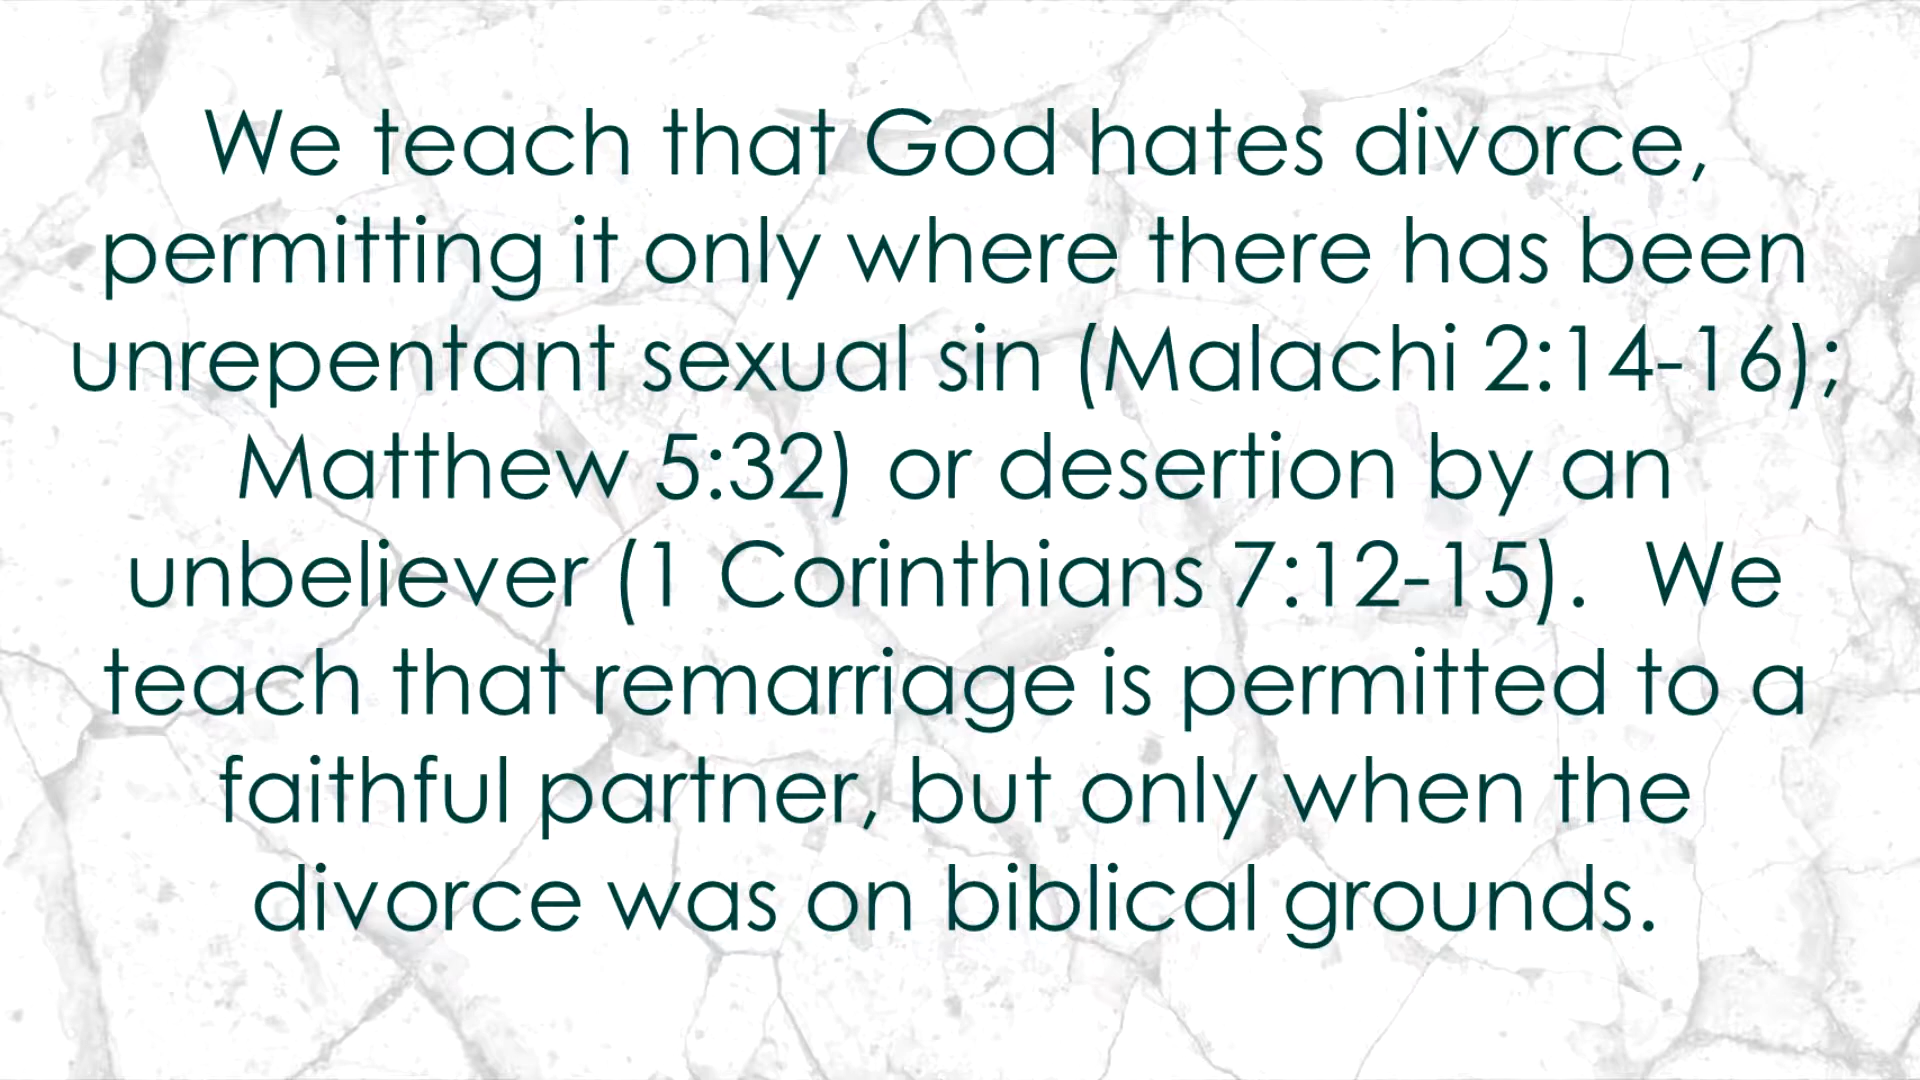 We teach that God hates divorce,
permitting it only where there has been
unrepentant sexual sin (Malachi 2:14-16);
Matthew 5:32) or desertion by an
unbeliever (1 Corinthians 7:12-15).  We
teach that remarriage is permitted to a
faithful partner, but only when the
divorce was on biblical grounds.